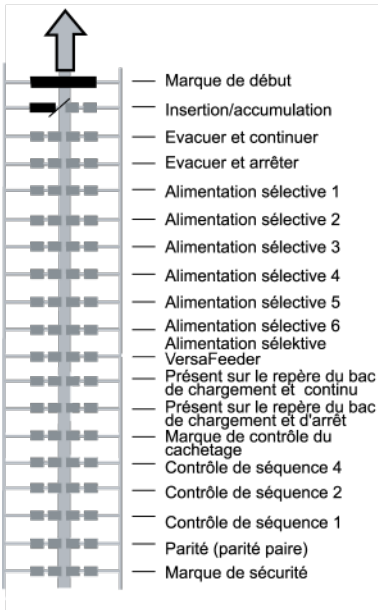 Marque de début
Insertion/accumulation
Evacuer et continuer
Evacuer et arrêter
Alimentation sélective 1
Alimentation sélective 2
Alimentation sélective 3
Alimentation sélective 4
Alimentation sélective 5
Alimentation sélective 6
Alimentation sélektive
VersaFeeder
Présent sur le repère du bac
de chargement et continu
Présent sur le repère du bac
de chargement et d'arrêt
Marque de contrôle du
cachetage
Contrôle de séquence 4
Contrôle de séquence 2
Contrôle de séquence 1
Parité (parité paire)
Marque de sécurité